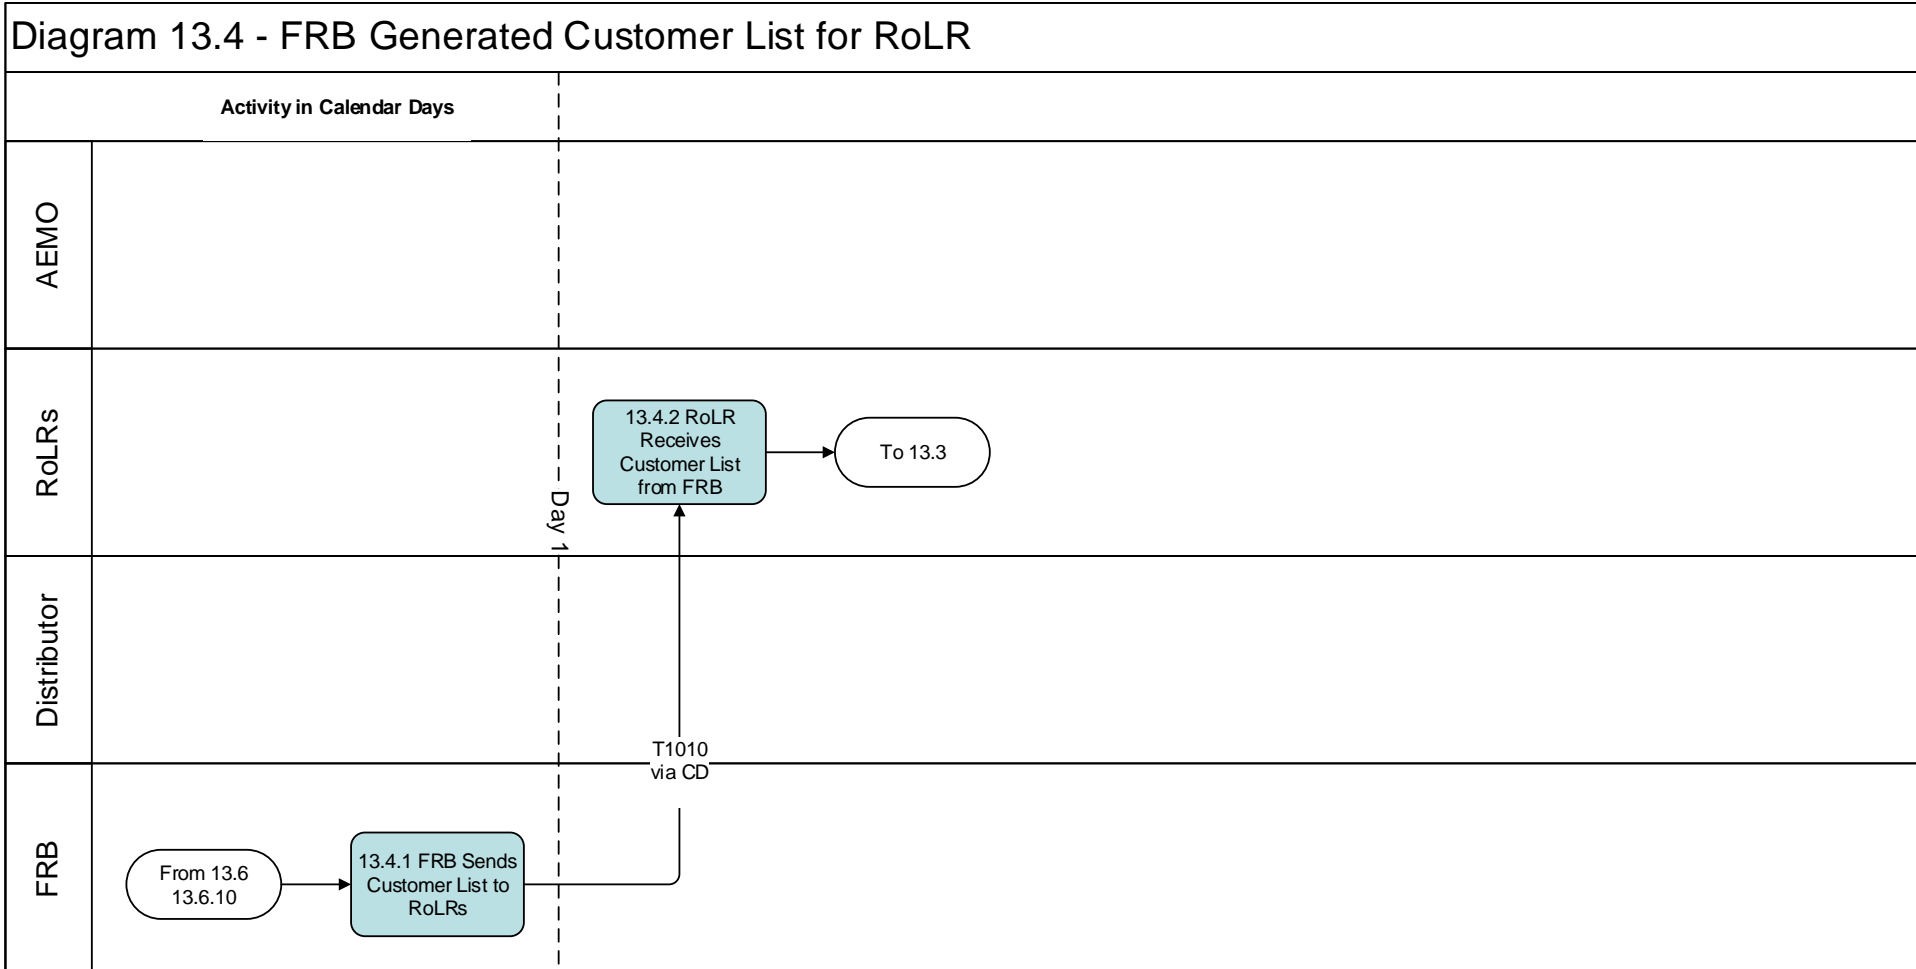 Diagram 13.4 - FRB Generated Customer List for RoLR
Activity in Calendar Days
AEMO
RoLRs
13.4.2 RoLR
Receives
Customer List
from FRB
To 13.3
Day 1
Distributor
T1010
via CD
FRB
From 13.6
13.6.10
13.4.1 FRB Sends
Customer List to
RoLRs